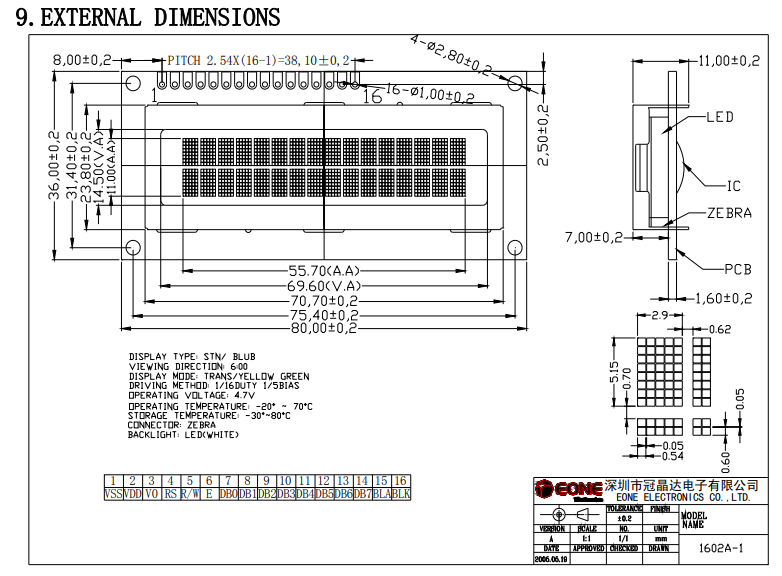 9.EXTERNAL DIMENSIONS
8,00±0,2
PITCH 2.54X(16-1)=38,10±0,2
4-Ø2,80±0,2
11,00±0,2
1
16
16-Ø1,00±0,2
2,50±0,2
LED
36,00±0,2
31,40±0,2
23,80±0,2
14,50(V.A)
11.00(A.A)
IC
ZEBRA
7,00±0,2
PCB
1,60±0,2
55.70(A.A)
69.60(V.A)
70,70±0,2
75,40±0,2
80,00±0,2
2.9
0.62
5.15
0.70
0.05
0.05
0.54
0.60
DISPLAY TYPE: STN/ BLUB
VIEWING DIRECTION: 6:00
DISPLAY MODE: TRANS/YELLOW GREEN
DRIVING METHOD: 1/16DUTY 1/5BIAS
OPERATING VOLTAGE: 4.7V
OPERATING TEMPERATURE: -20° ~ 70°C
STORAGE TEMPERATURE: -30°~80°C
CONNECTOR: ZEBRA
BACKLIGHT: LED(WHITE)
1 2 3 4 5 6 7 8 9 10 11 12 13 14 15 16
VSS VDD VO RS R/W E DB0 DB1 DB2 DB3 DB4 DB5 DB6 DB7 BLA BLK
EONE 深圳市冠晶达电子有限公司
EONE ELECTRONICS CO.,LTD.
TOLERANCE FINISH
±0.2
MODEL NAME
VERSION SCALE NO. UNIT
A 1:1 1/1 mm
DATE APPROVED CHECKED DRAWN
1602A-1
2005.05.19